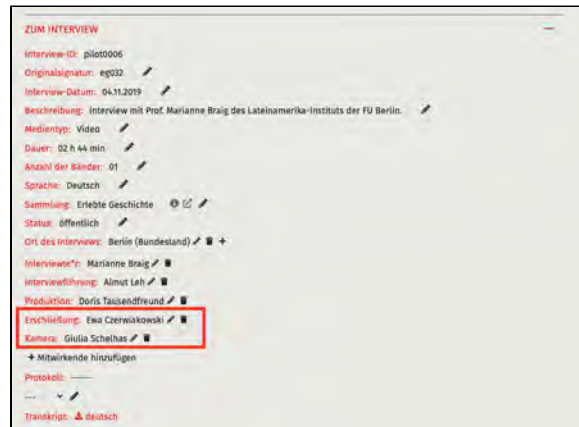 ZUM INTERVIEW
Interview-ID: pilot0006
Originalsignatur: eg032
Interview-Datum: 04.11.2019
Beschreibung: Interview mit Prof. Marianne Braig des Lateinamerika-Instituts der FU Berlin.
Medientyp: Video
Dauer: 02 h 44 min
Anzahl der Bänder: 01
Sprache: Deutsch
Sammlung: Erlebte Geschichte
Status: öffentlich
Ort des Interviews: Berlin (Bundesland)
Interviewte*r: Marianne Braig
Interviewführung: Almut Leh
Produktion: Doris Tausendfreund
Erschließung: Ewa Czerwiakowski
Kamera: Giulia Schelhas
+ Mitwirkende hinzufügen
Protokoll: ——
---
Transkript: deutsch